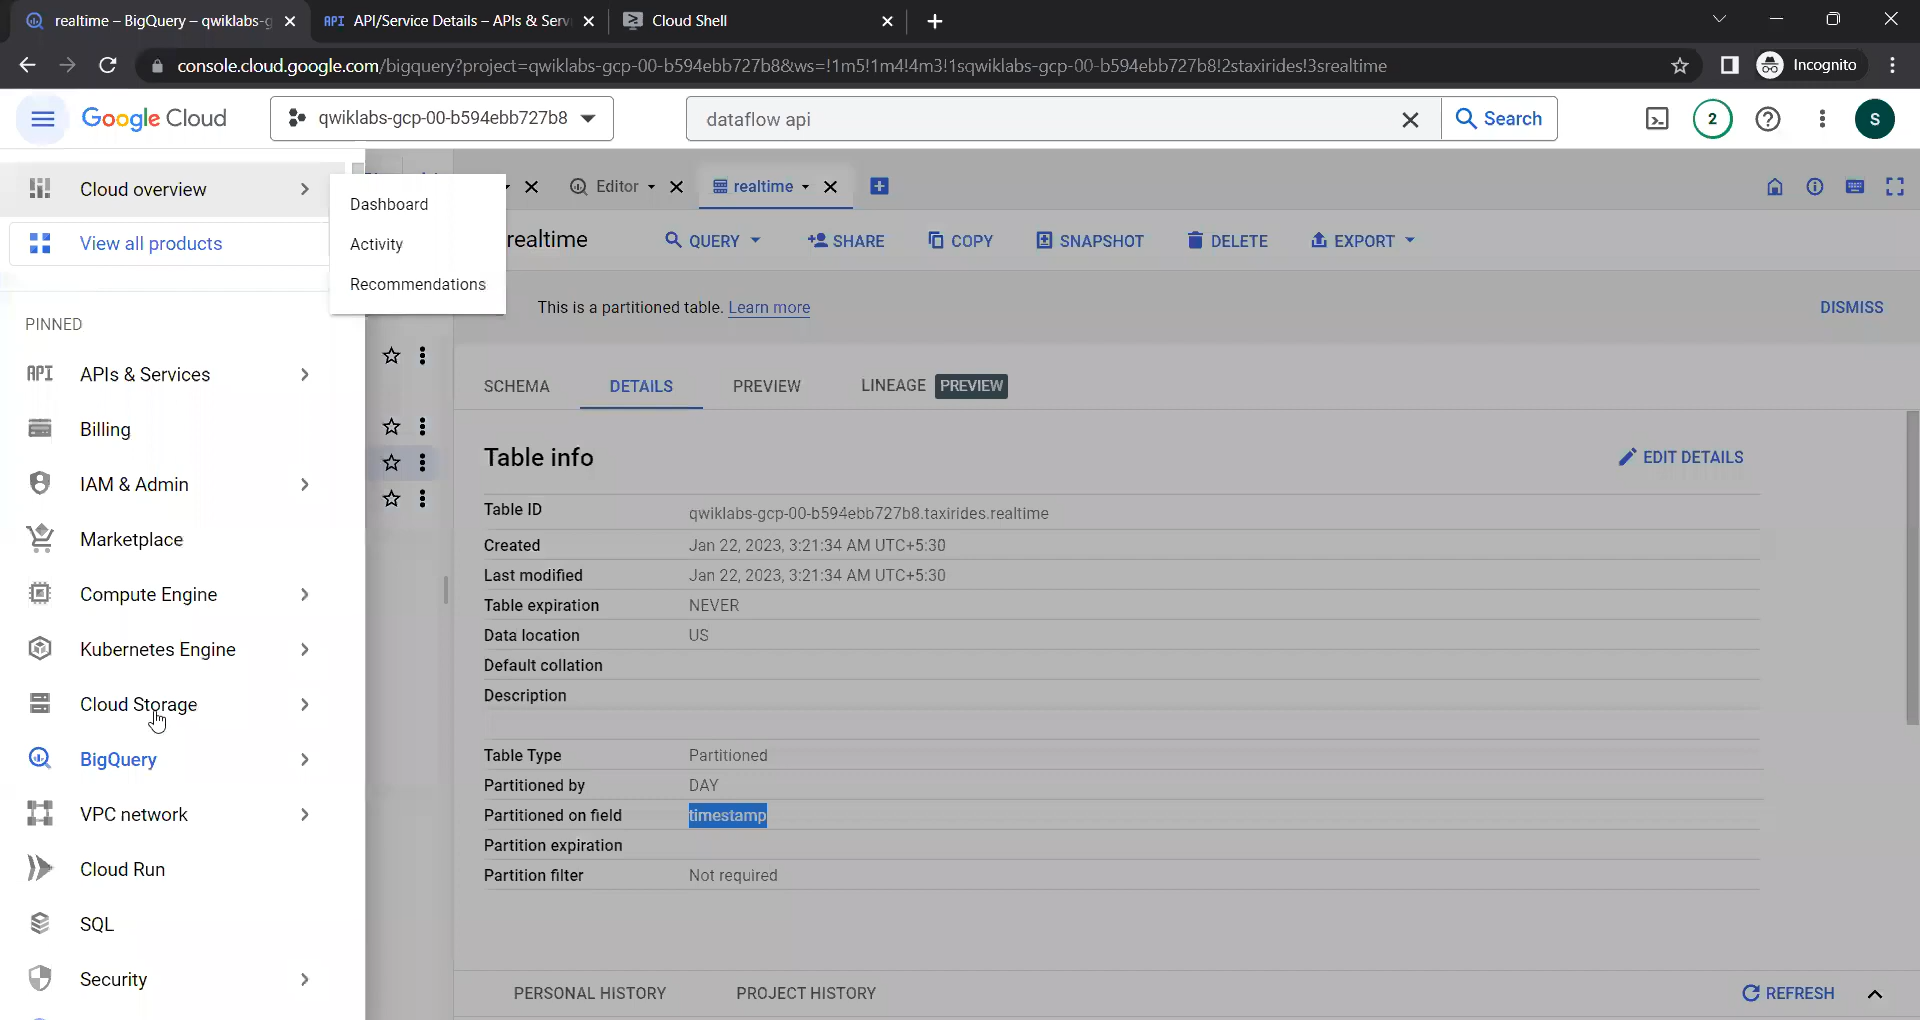 realtime – BigQuery – qwiklabs-g
API API/Service Details – APIs & Serv
Cloud Shell
console.cloud.google.com/bigquery?project=qwiklabs-gcp-00-b594ebb727b8&ws=!1m5!1m4!4m3!1sqwiklabs-gcp-00-b594ebb727b8!2staxirides!3srealtime
Incognito
Google Cloud
qwiklabs-gcp-00-b594ebb727b8
dataflow api
Search
2
S
Cloud overview
Dashboard
Activity
Recommendations
View all products
PINNED
API APIs & Services
Billing
IAM & Admin
Marketplace
Compute Engine
Kubernetes Engine
Cloud Storage
BigQuery
VPC network
Cloud Run
SQL
Security
Editor
realtime
realtime
QUERY
SHARE
COPY
SNAPSHOT
DELETE
EXPORT
This is a partitioned table. Learn more
DISMISS
SCHEMA
DETAILS
PREVIEW
LINEAGE PREVIEW
Table info
EDIT DETAILS
Table ID qwiklabs-gcp-00-b594ebb727b8.taxirides.realtime
Created Jan 22, 2023, 3:21:34 AM UTC+5:30
Last modified Jan 22, 2023, 3:21:34 AM UTC+5:30
Table expiration NEVER
Data location US
Default collation
Description
Table Type Partitioned
Partitioned by DAY
Partitioned on field timestamp
Partition expiration
Partition filter Not required
PERSONAL HISTORY
PROJECT HISTORY
REFRESH